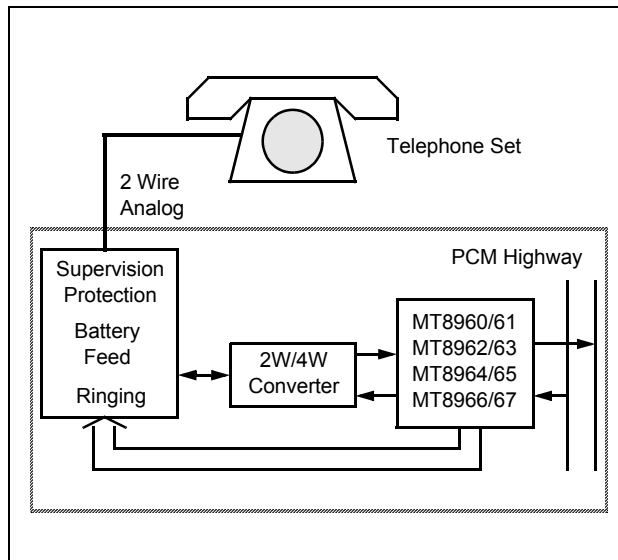 Telephone Set
2 Wire
Analog
PCM Highway
Supervision
Protection
Battery
Feed
Ringing
2W/4W
Converter
MT8960/61
MT8962/63
MT8964/65
MT8966/67